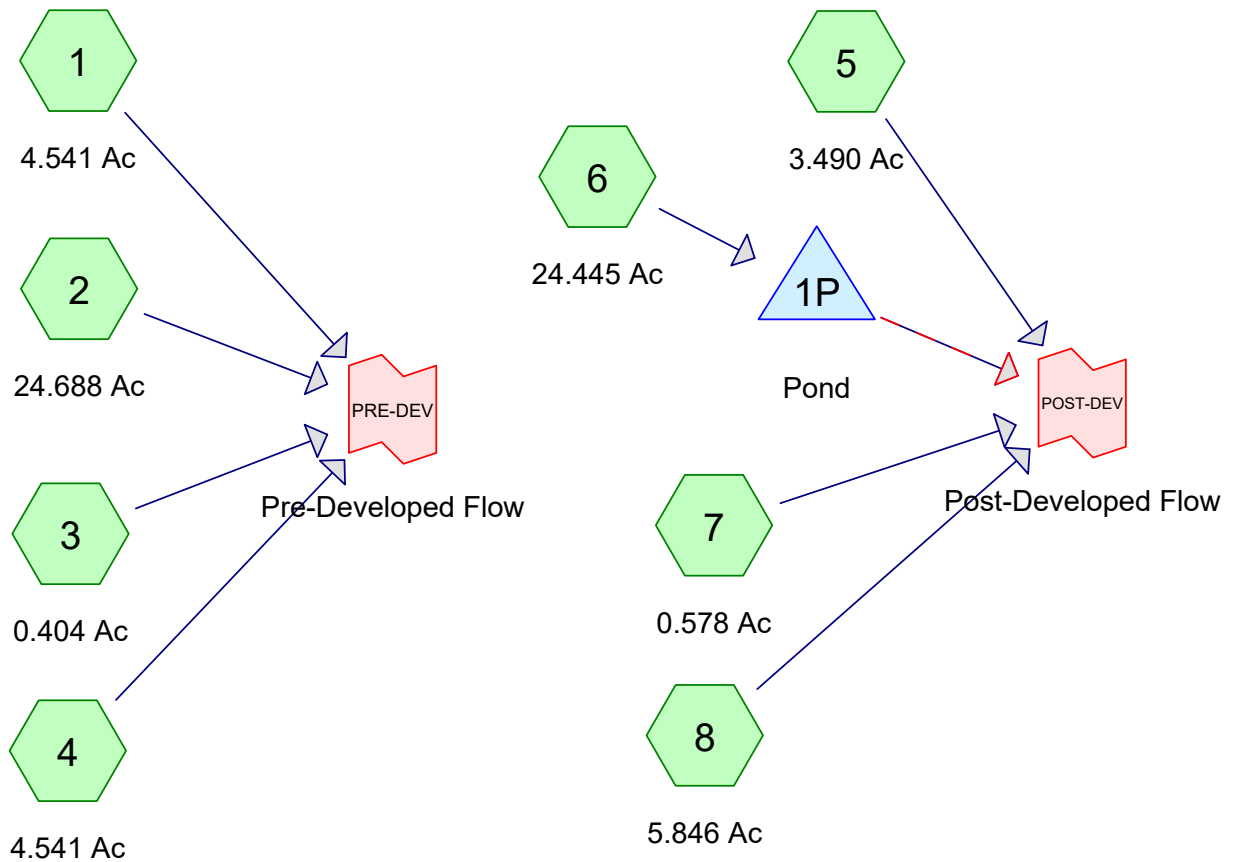 1
4.541 Ac
2
24.688 Ac
PRE-DEV
Pre-Developed Flow
3
0.404 Ac
4
4.541 Ac
5
3.490 Ac
6
24.445 Ac
1P
Pond
POST-DEV
Post-Developed Flow
7
0.578 Ac
8
5.846 Ac